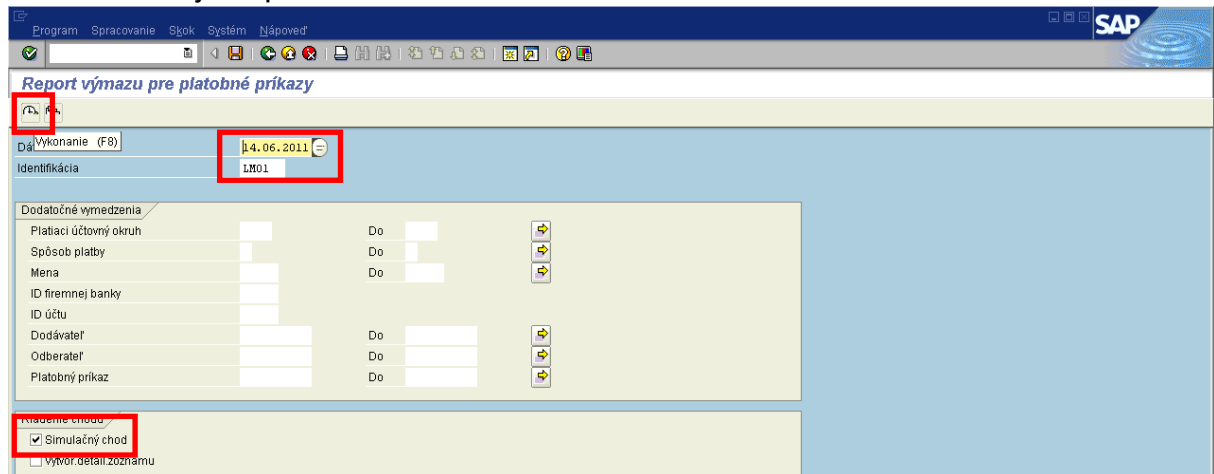 Program Spracovanie Skok Systém Nápoveď
SAP
Report výmazu pre platobné príkazy
Vykonanie (F8)
14.06.2011
Identifikácia LM01
Dodatočné vymedzenia
Platiaci účtovný okruh Do
Spôsob platby Do
Mena Do
ID firemnej banky
ID účtu
Dodávateľ Do
Odberateľ Do
Platobný príkaz Do
Simulačný chod
Vytvor.detail.zoznamu